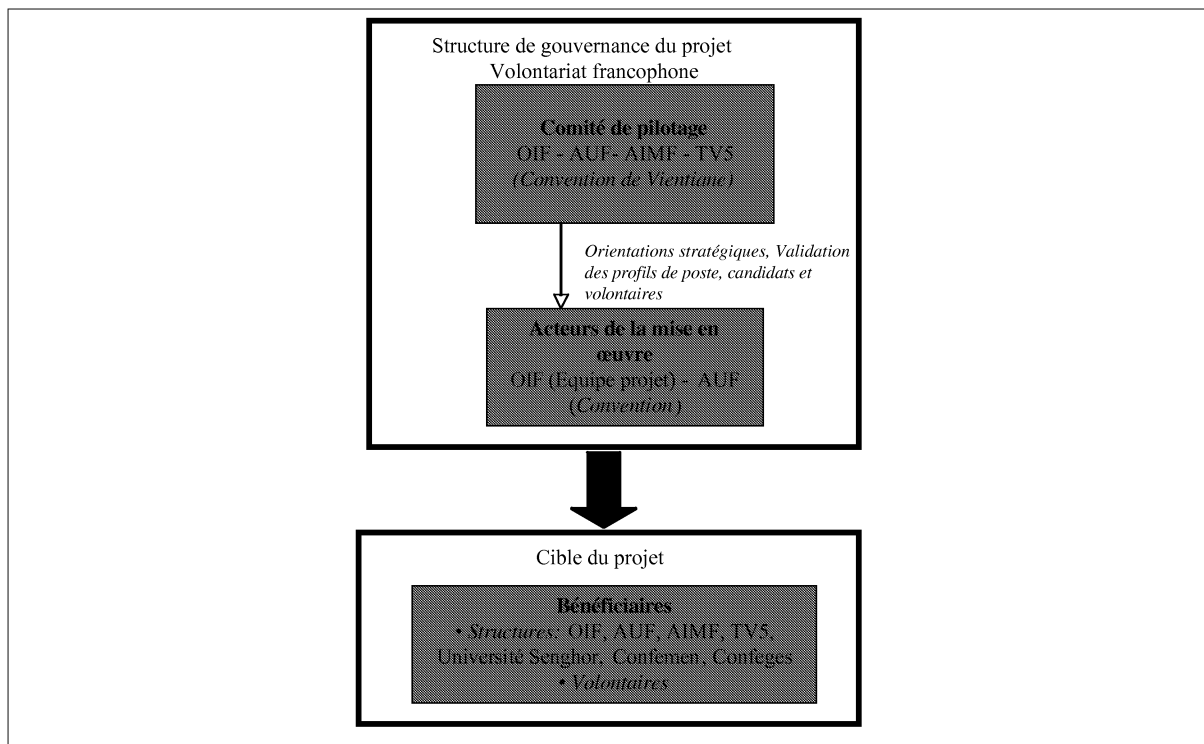 Structure de gouvernance du projet
Volontariat francophone
Comité de pilotage
OIF - AUF- AIMF - TV5
(Convention de Vientiane)
Orientations stratégiques, Validation
des profils de poste, candidats et
volontaires
Acteurs de la mise en
œuvre
OIF (Equipe projet) - AUF
(Convention)
Cible du projet
Bénéficiaires
• Structures: OIF, AUF, AIMF, TV5,
Université Senghor, Confemen, Confeges
• Volontaires